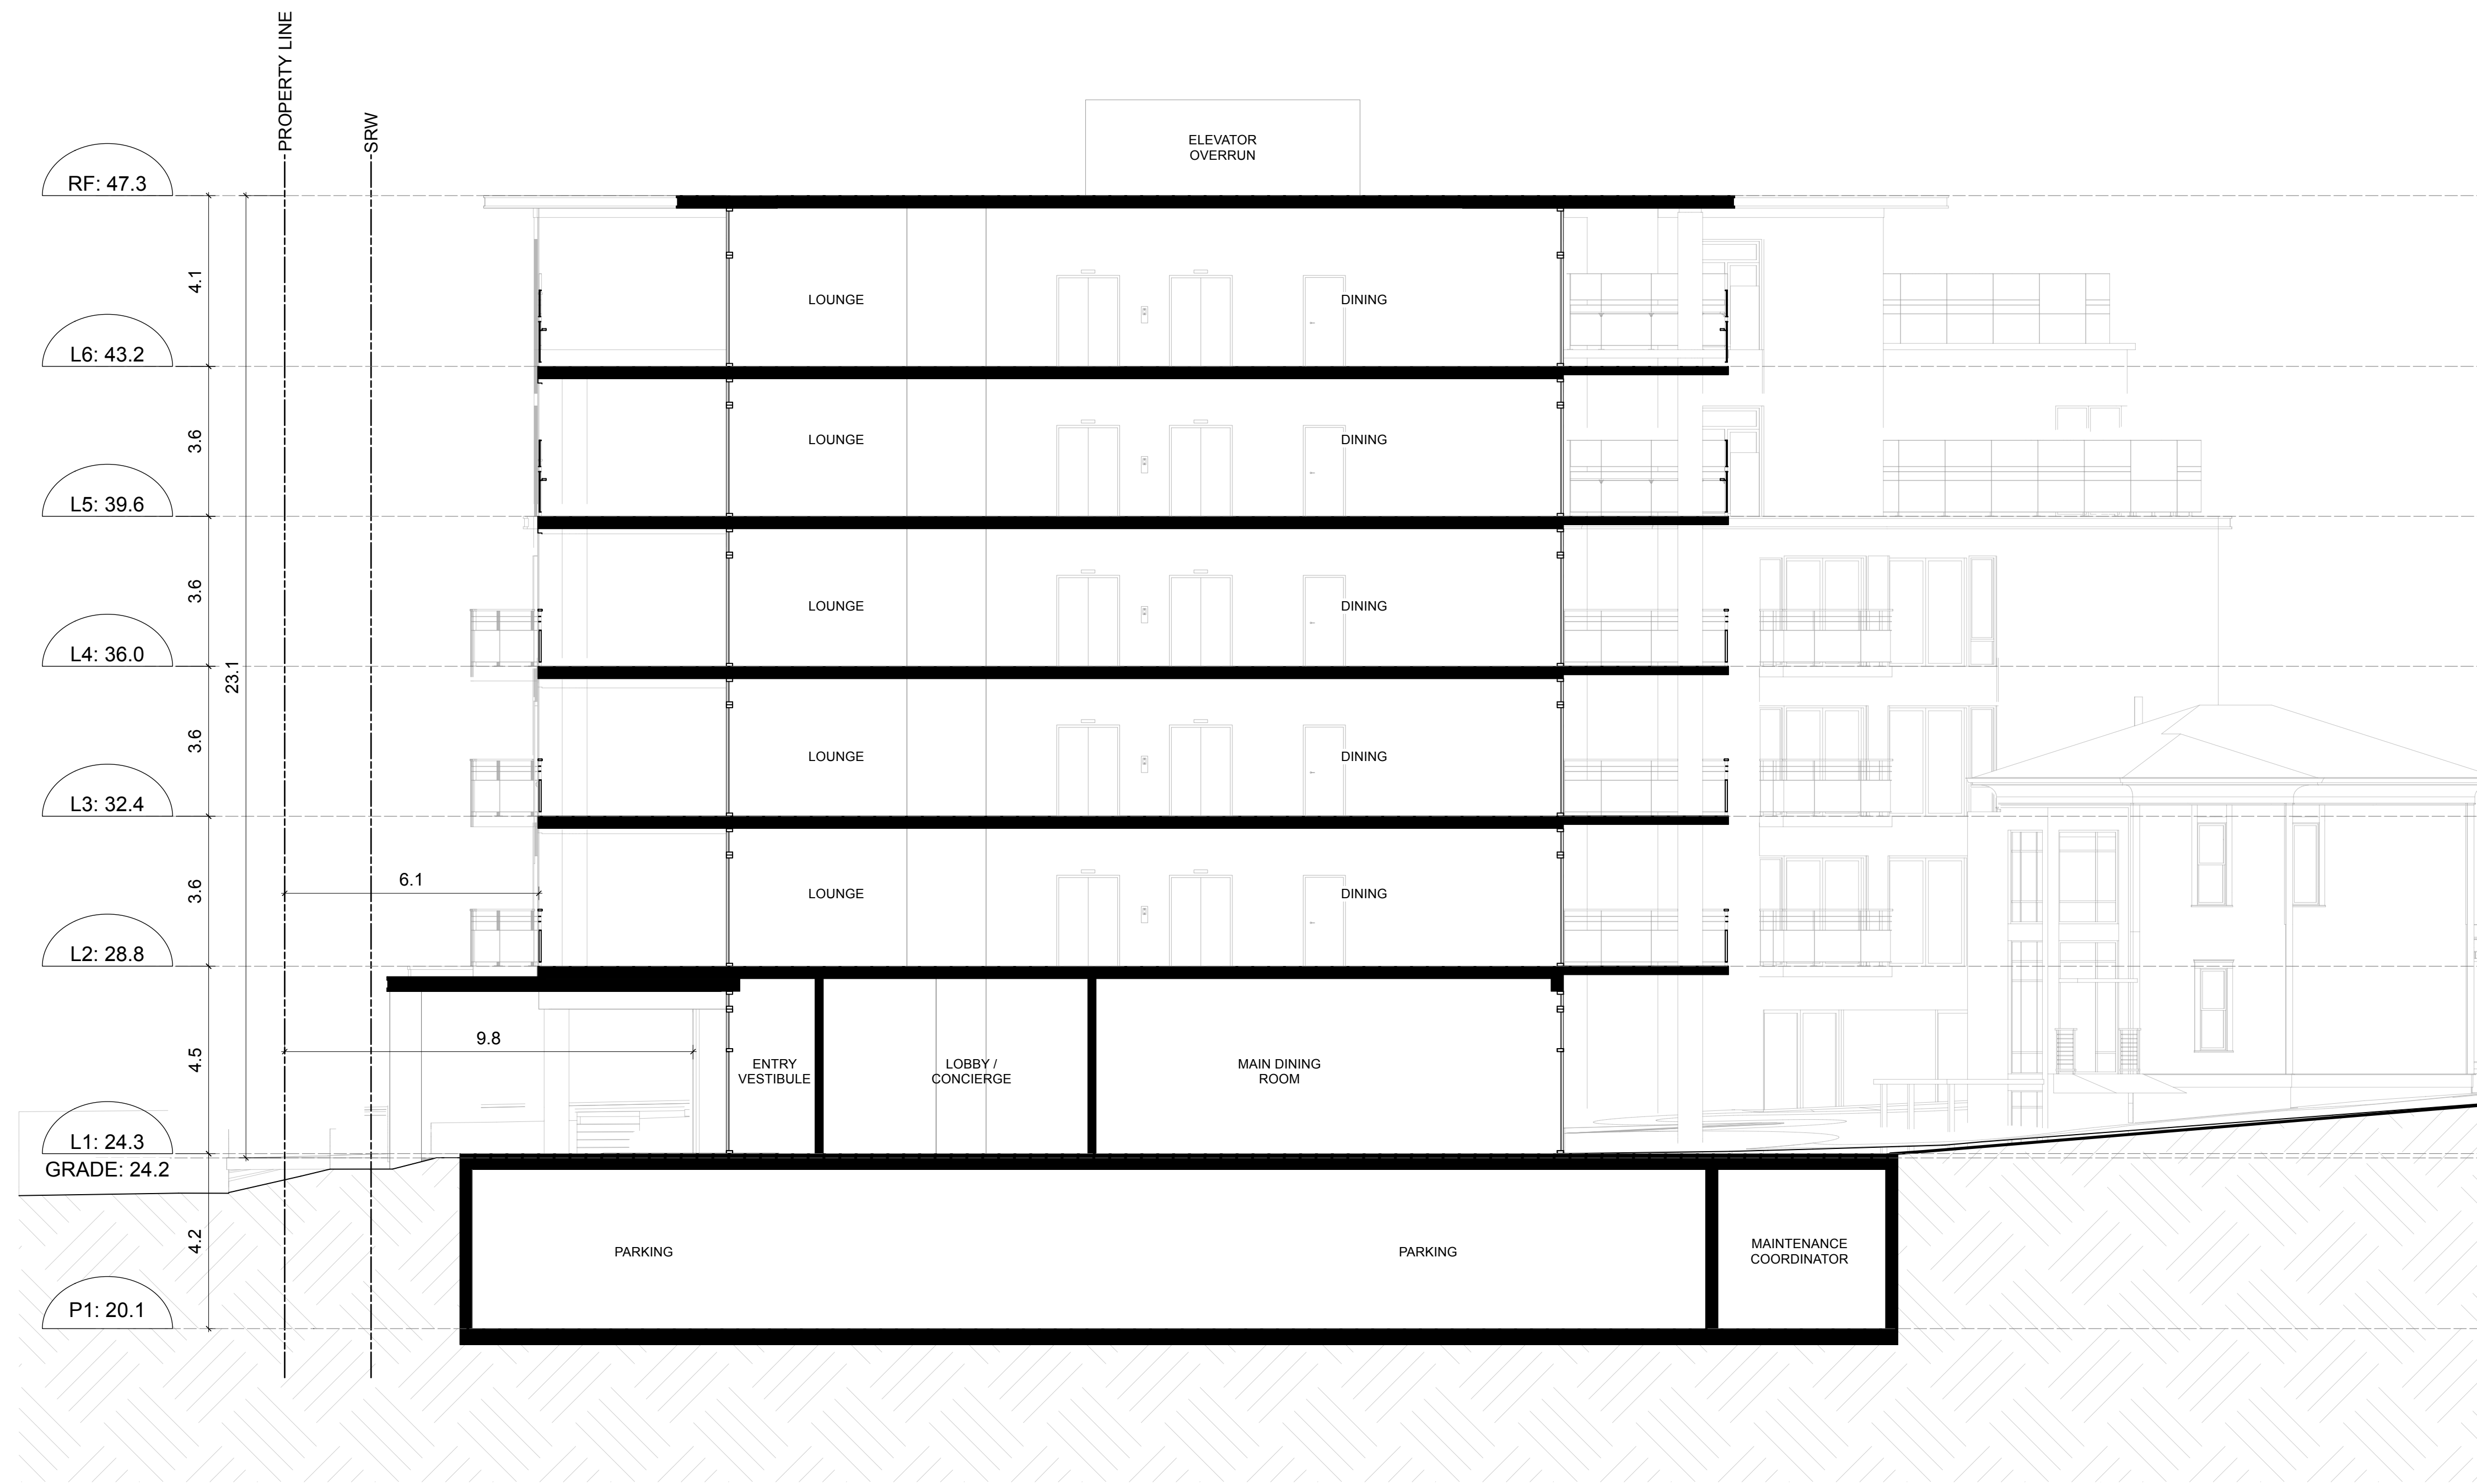 PROPERTY LINE
SRW
ELEVATOR
OVERRUN
RF: 47.3
4.1
LOUNGE
DINING
L6: 43.2
3.6
LOUNGE
DINING
L5: 39.6
3.6
LOUNGE
DINING
L4: 36.0
23.1
3.6
LOUNGE
DINING
L3: 32.4
6.1
3.6
LOUNGE
DINING
L2: 28.8
9.8
4.5
ENTRY
VESTIBULE
LOBBY /
CONCIERGE
MAIN DINING
ROOM
L1: 24.3
GRADE: 24.2
4.2
PARKING
PARKING
MAINTENANCE
COORDINATOR
P1: 20.1